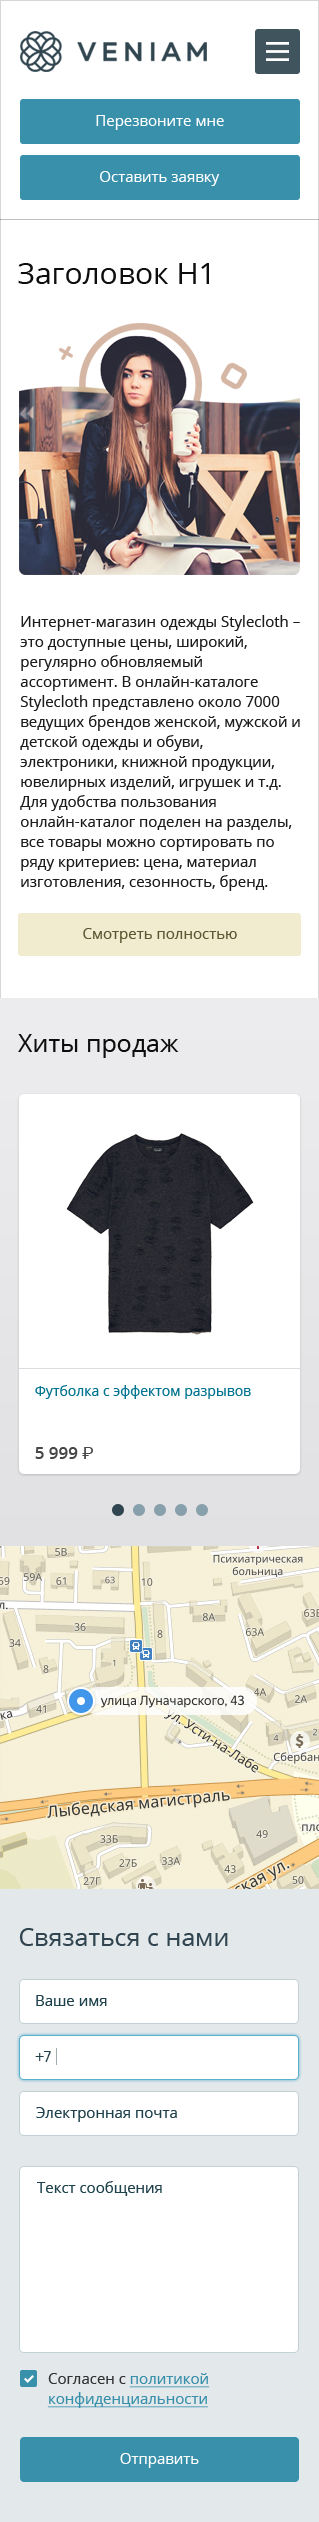 VENIAM
Перезвоните мне
Оставить заявку
Заголовок H1
Интернет-магазин одежды Stylecloth –
это доступные цены, широкий,
регулярно обновляемый
ассортимент. В онлайн-каталоге
Stylecloth представлено около 7000
ведущих брендов женской, мужской и
детской одежды и обуви,
электроники, книжной продукции,
ювелирных изделий, игрушек и т.д.
Для удобства пользования
онлайн-каталог поделен на разделы,
все товары можно сортировать по
ряду критериев: цена, материал
изготовления, сезонность, бренд.
Смотреть полностью
Хиты продаж
Футболка с эффектом разрывов
5 999 ₽
5В
Психиатрическая
больница
59
59А
61
63
10
ул.
36
8
8А
63А
63Б
34
8
1
4А
2А
41
улица Луначарского, 43
ка
ул. Усти-на-Лабе
4
2
$
Сбербан
Лыбедская магистраль
33Б
49
пло
27Б
33А
43
27Г
ская ул.
50
Связаться с нами
Ваше имя
+7
Электронная почта
Текст сообщения
Согласен с политикой
конфиденциальности
Отправить